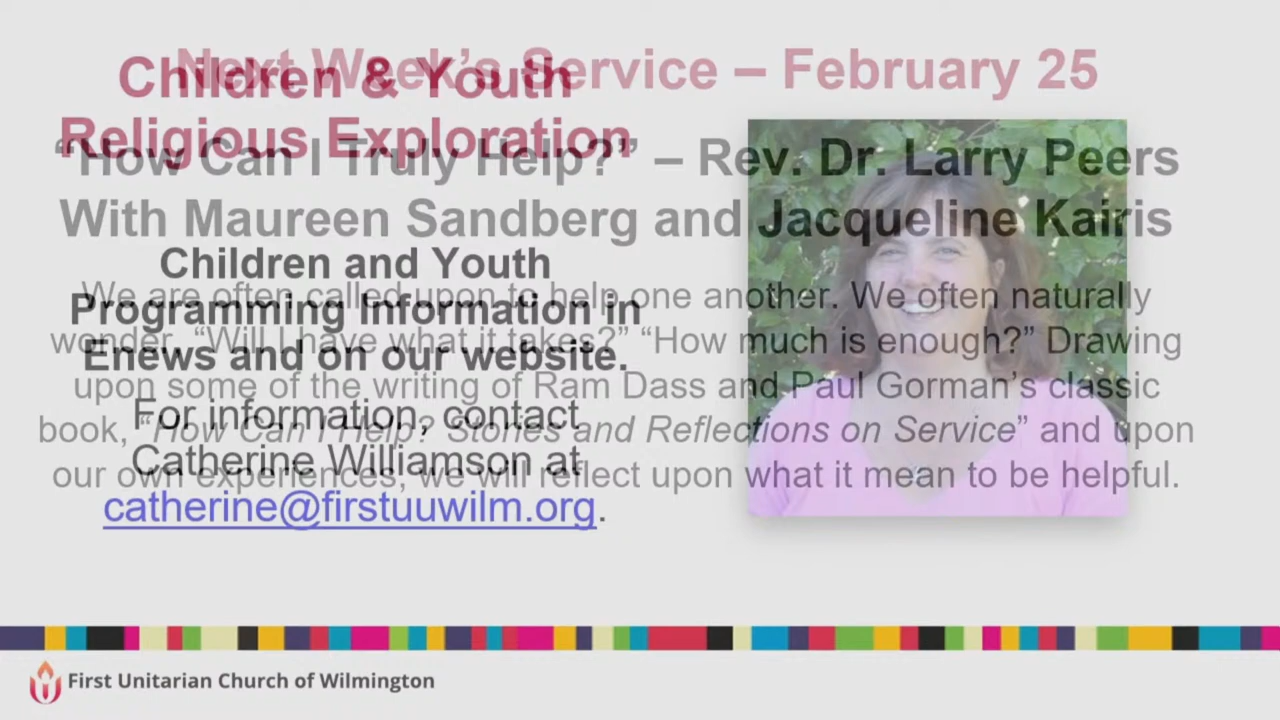 Next Week's Service – February 25
"How Can I Truly Help?" – Rev. Dr. Larry Peers
With Maureen Sandberg and Jacqueline Kairis
We are often called upon to help one another. We often naturally
wonder, "Will I have what it takes?" "How much is enough?" Drawing
upon some of the writing of Ram Dass and Paul Gorman's classic
book, "How Can I Help? Stories and Reflections on Service" and upon
our own experiences, we will reflect upon what it mean to be helpful.
Children & Youth
Religious Exploration
Children and Youth
Programming Information in
Enews and on our website.
For information, contact
Catherine Williamson at
catherine@firstuuwilm.org.
First Unitarian Church of Wilmington